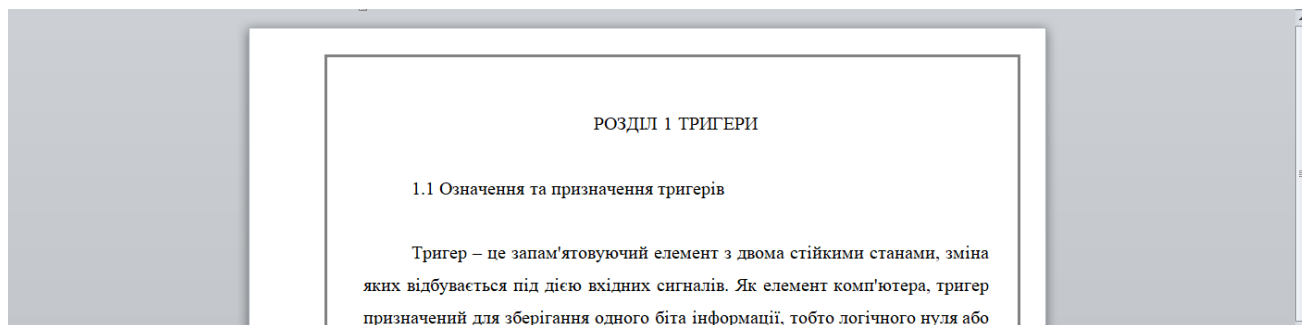 РОЗДІЛ 1 ТРИГЕРИ
1.1 Означення та призначення тригерів
Тригер – це запам'ятовуючий елемент з двома стійкими станами, зміна
яких відбувається під дією вхідних сигналів. Як елемент комп'ютера, тригер
призначений для зберігання одного біта інформації, тобто логічного нуля або